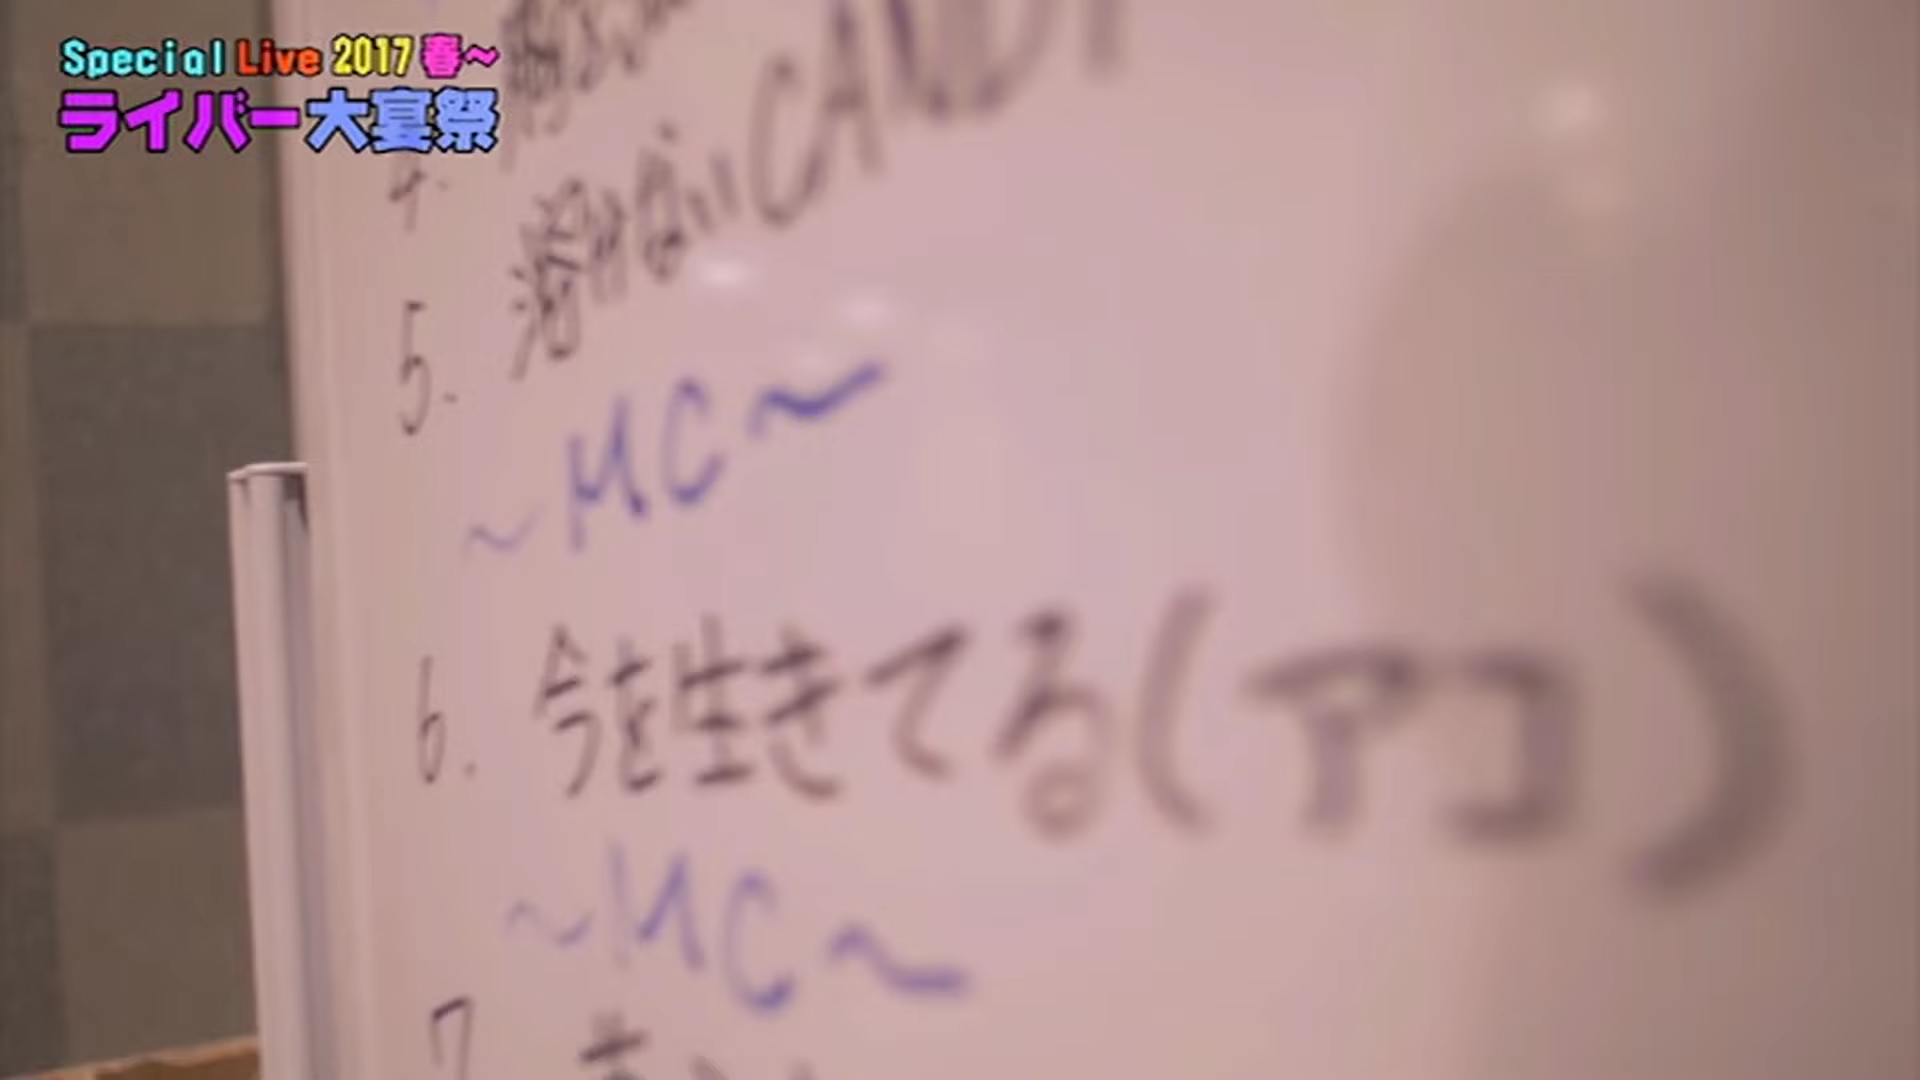 Special Live 2017 春～
ライバー大宴祭
4.
5. 溶けないCANDY
～MC～
6. 今を生きてる(アコ)
～MC～
7